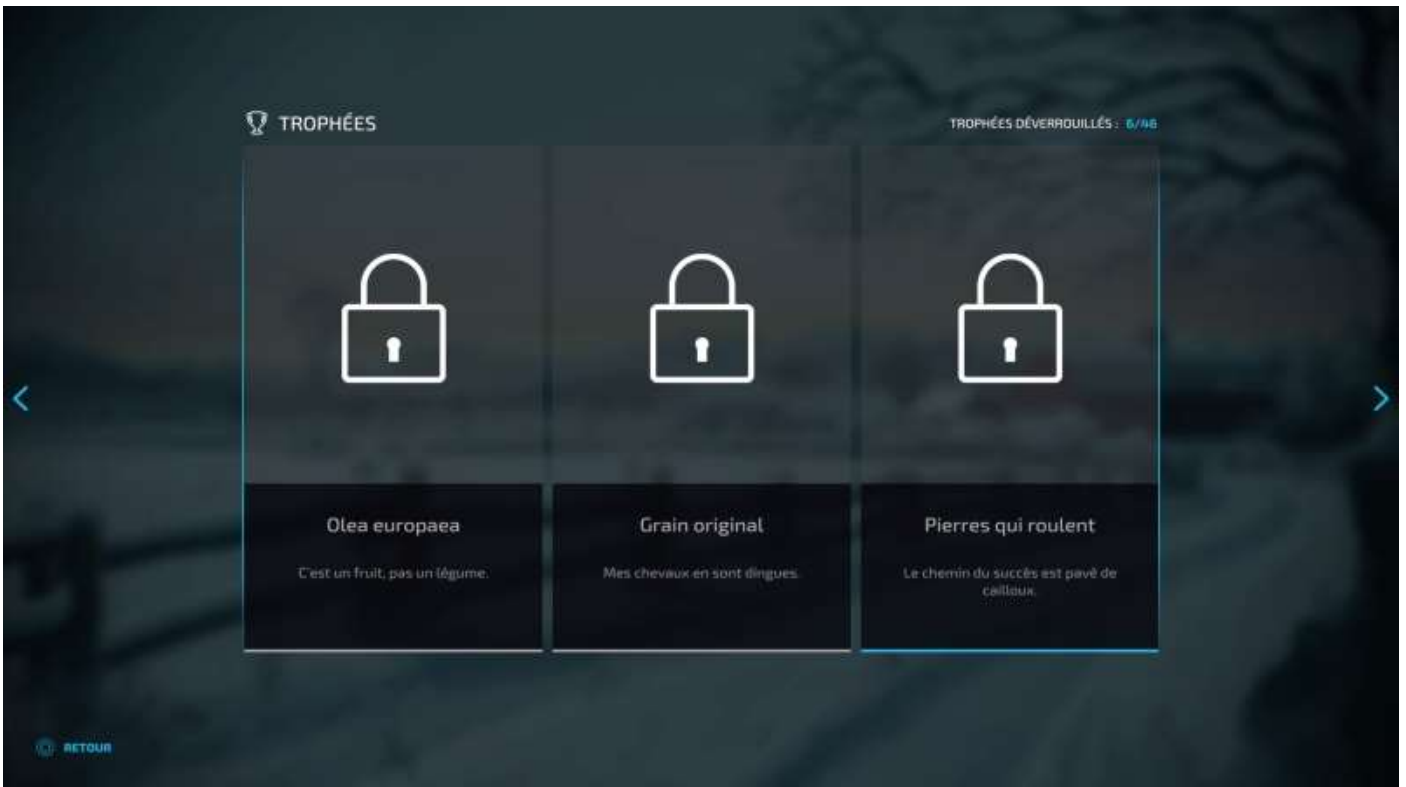 TROPHÉES
TROPHÉES DÉVERROUILLÉS : 6/46
Olea europaea
C'est un fruit, pas un légume.
Grain original
Mes chevaux en sont dingues.
Pierres qui roulent
Le chemin du succès est pavé de
cailloux.
RETOUR